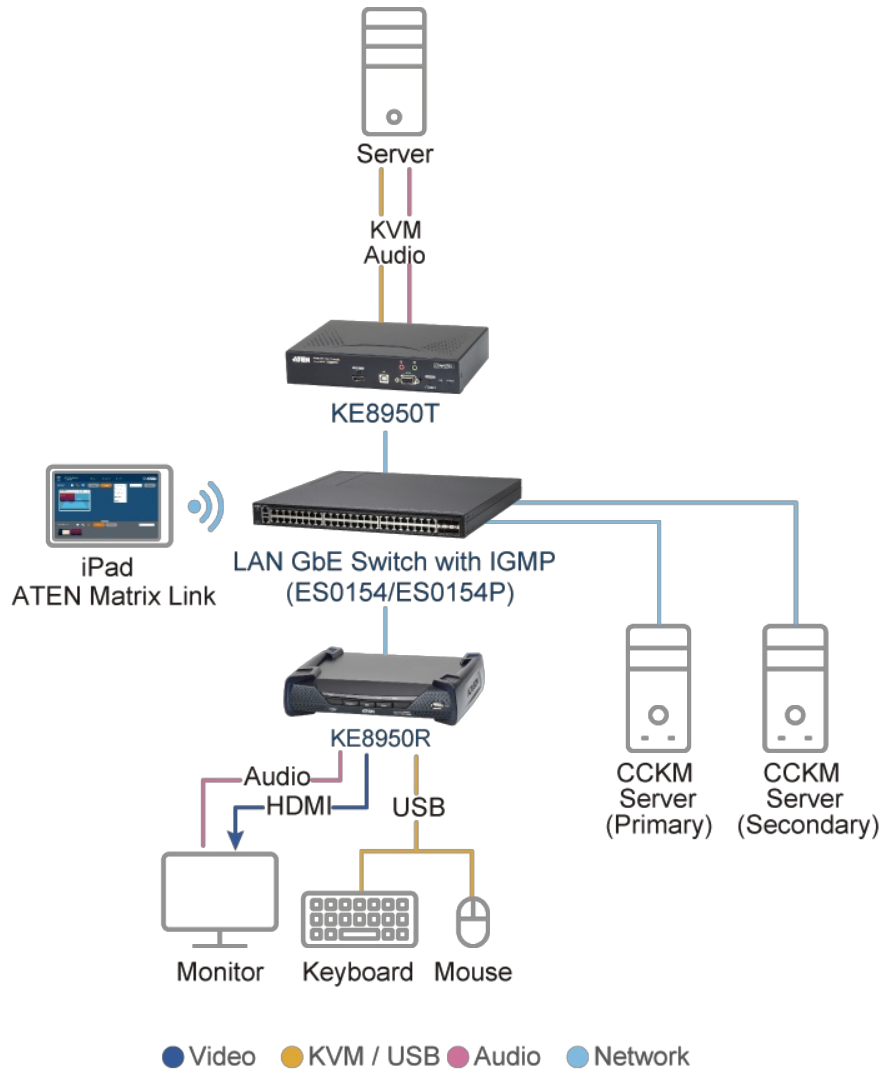 Server
KVM
Audio
ATEN
KE8950T
iPad
ATEN Matrix Link
LAN GbE Switch with IGMP
(ES0154/ES0154P)
KE8950R
Audio
HDMI
USB
CCKM
Server
(Primary)
CCKM
Server
(Secondary)
Monitor
Keyboard
Mouse
Video
KVM / USB
Audio
Network